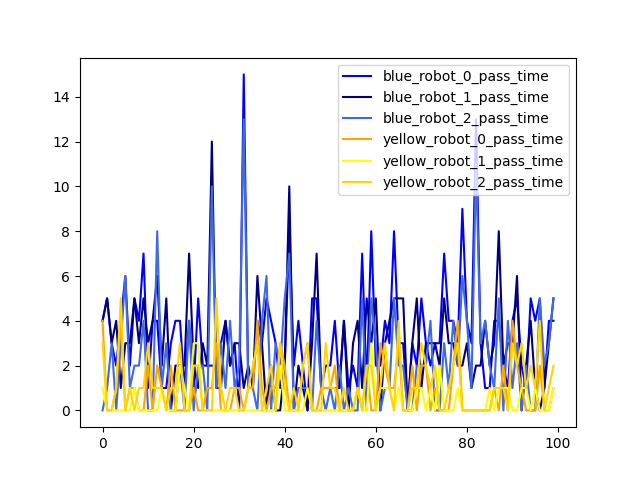 blue_robot_0_pass_time
blue_robot_1_pass_time
blue_robot_2_pass_time
yellow_robot_0_pass_time
yellow_robot_1_pass_time
yellow_robot_2_pass_time
14
12
10
8
6
4
2
0
0 20 40 60 80 100